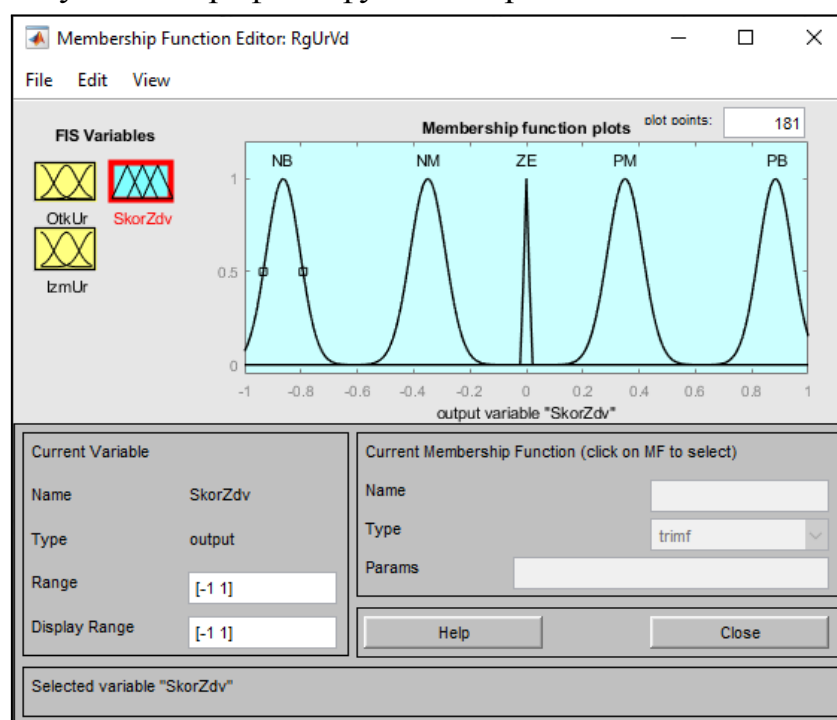 Membership Function Editor: RgUrVd
File Edit View
FIS Variables
OtkUr
SkorZdv
IzmUr
Membership function plots
plot points:
181
NB NM ZE PM PB
1
0.5
0
-1 -0.8 -0.6 -0.4 -0.2 0 0.2 0.4 0.6 0.8 1
output variable "SkorZdv"
Current Variable
Name SkorZdv
Type output
Range [-1 1]
Display Range [-1 1]
Current Membership Function (click on MF to select)
Name
Type trimf
Params
Help Close
Selected variable "SkorZdv"